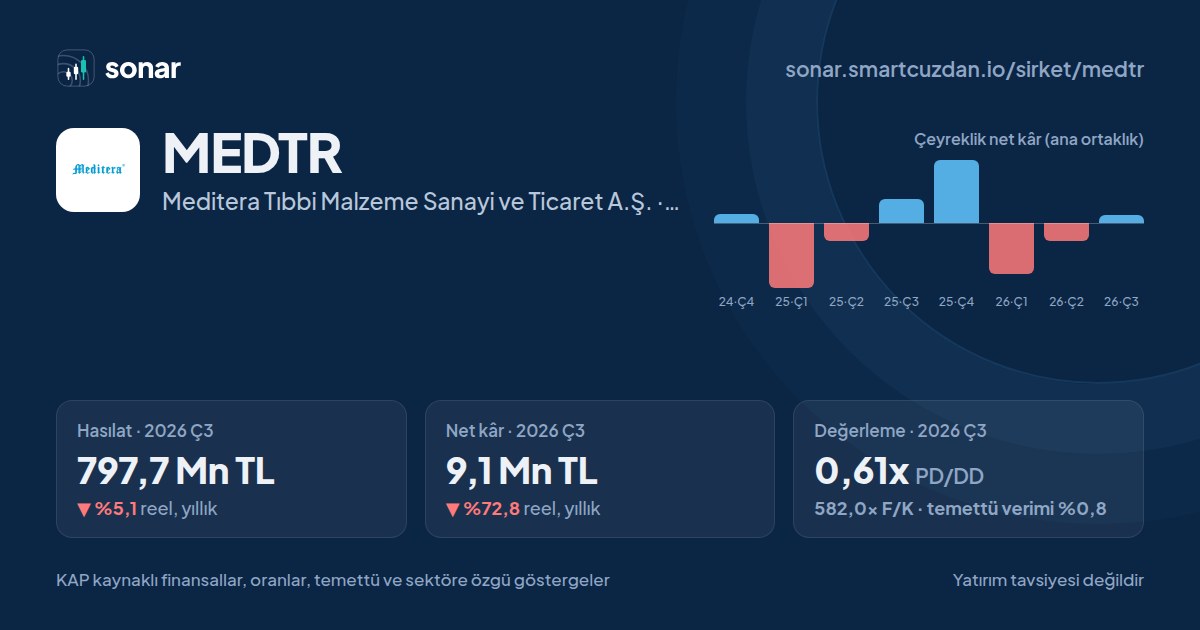 sonar
sonar.smartcuzdan.io/sirket/medtr
Meditera
MEDTR
Meditera Tıbbi Malzeme Sanayi ve Ticaret A.Ş. ·...
Çeyreklik net kâr (ana ortaklık)
24·Ç4 25·Ç1 25·Ç2 25·Ç3 25·Ç4 26·Ç1 26·Ç2 26·Ç3
Hasılat · 2026 Ç3
797,7 Mn TL
▼ %5,1 reel, yıllık
Net kâr · 2026 Ç3
9,1 Mn TL
▼ %72,8 reel, yıllık
Değerleme · 2026 Ç3
0,61x PD/DD
582,0× F/K · temettü verimi %0,8
KAP kaynaklı finansallar, oranlar, temettü ve sektöre özgü göstergeler
Yatırım tavsiyesi değildir